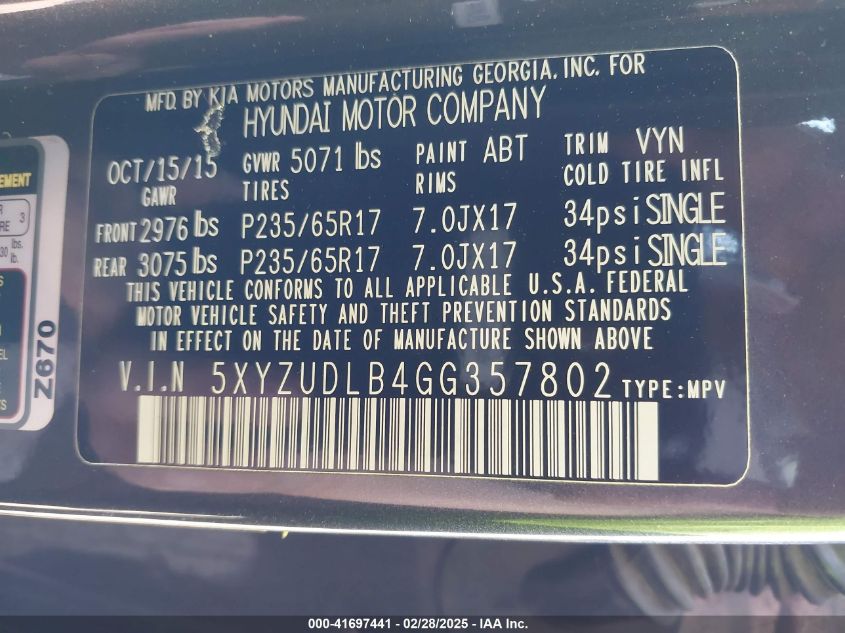 MFD. BY KIA MOTORS MANUFACTURING GEORGIA, INC. FOR
HYUNDAI MOTOR COMPANY
OCT/15/15 GVWR 5071 lbs PAINT ABT TRIM VYN
GAWR TIRES RIMS COLD TIRE INFL
FRONT 2976 lbs P235/65R17 7.0JX17 34psi SINGLE
REAR 3075 lbs P235/65R17 7.0JX17 34psi SINGLE
THIS VEHICLE CONFORMS TO ALL APPLICABLE U.S.A. FEDERAL
MOTOR VEHICLE SAFETY AND THEFT PREVENTION STANDARDS
IN EFFECT ON THE DATE OF MANUFACTURE SHOWN ABOVE
V.I.N 5XYZUDLB4GG357802 TYPE:MPV
3
lbs.
Z670
000-41697441 - 02/28/2025 - IAA Inc.